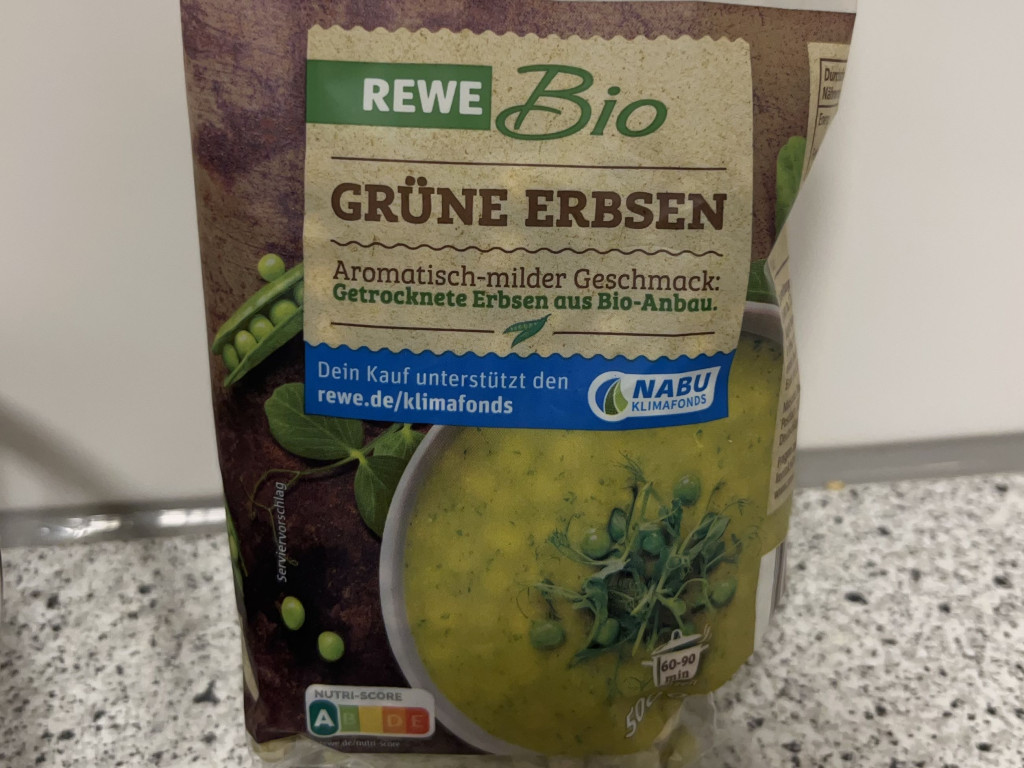 REWE Bio
GRÜNE ERBSEN
Aromatisch-milder Geschmack:
Getrocknete Erbsen aus Bio-Anbau.
Dein Kauf unterstützt den
rewe.de/klimafonds
NABU
KLIMAFONDS
Serviervorschlag
60-90
min
NUTRI-SCORE
A B C D E